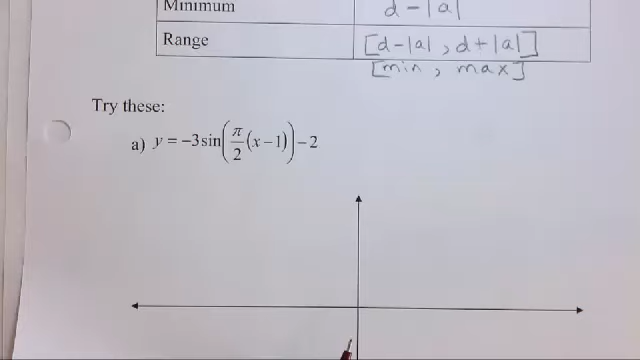 Minimum d - |a|
Range [d - |a| , d + |a|]
[min , max]
Try these:
a) y = -3sin(π/2(x-1)) - 2